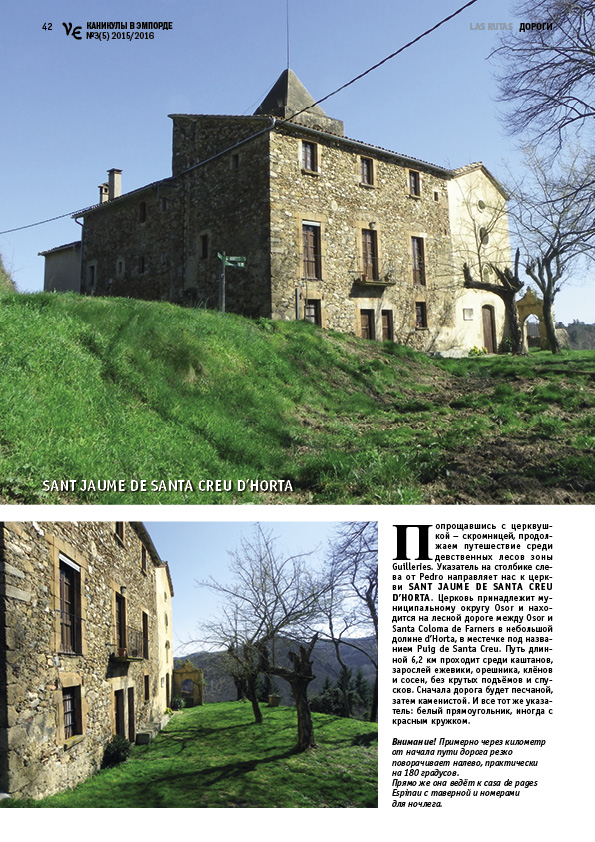 42
VE
КАНИКУЛЫ В ЭМПОРДЕ
№3(5) 2015/2016
LAS RUTAS ДОРОГИ
SANT JAUME DE SANTA CREU D'HORTA
Попрощавшись с церквуш-
кой – скромницей, продол-
жаем путешествие среди
девственных лесов зоны
Guilleries. Указатель на столбике сле-
ва от Pedro направляет нас к церк-
ви SANT JAUME DE SANTA CREU
D'HORTA. Церковь принадлежит му-
ниципальному округу Osor и нахо-
дится на лесной дороге между Osor и
Santa Coloma de Farners в небольшой
долине d'Horta, в местечке под назва-
нием Puig de Santa Creu. Путь длин-
ной 6,2 км проходит среди каштанов,
зарослей ежевики, орешника, клёнов
и сосен, без крутых подъёмов и спу-
сков. Сначала дорога будет песчаной,
затем каменистой. И все тот же указа-
тель: белый прямоугольник, иногда с
красным кружком.
Внимание! Примерно через километр
от начала пути дорога резко
поворачивает налево, практически
на 180 градусов.
Прямо же она ведёт к casa de pages
Espinau с таверной и номерами
для ночлега.